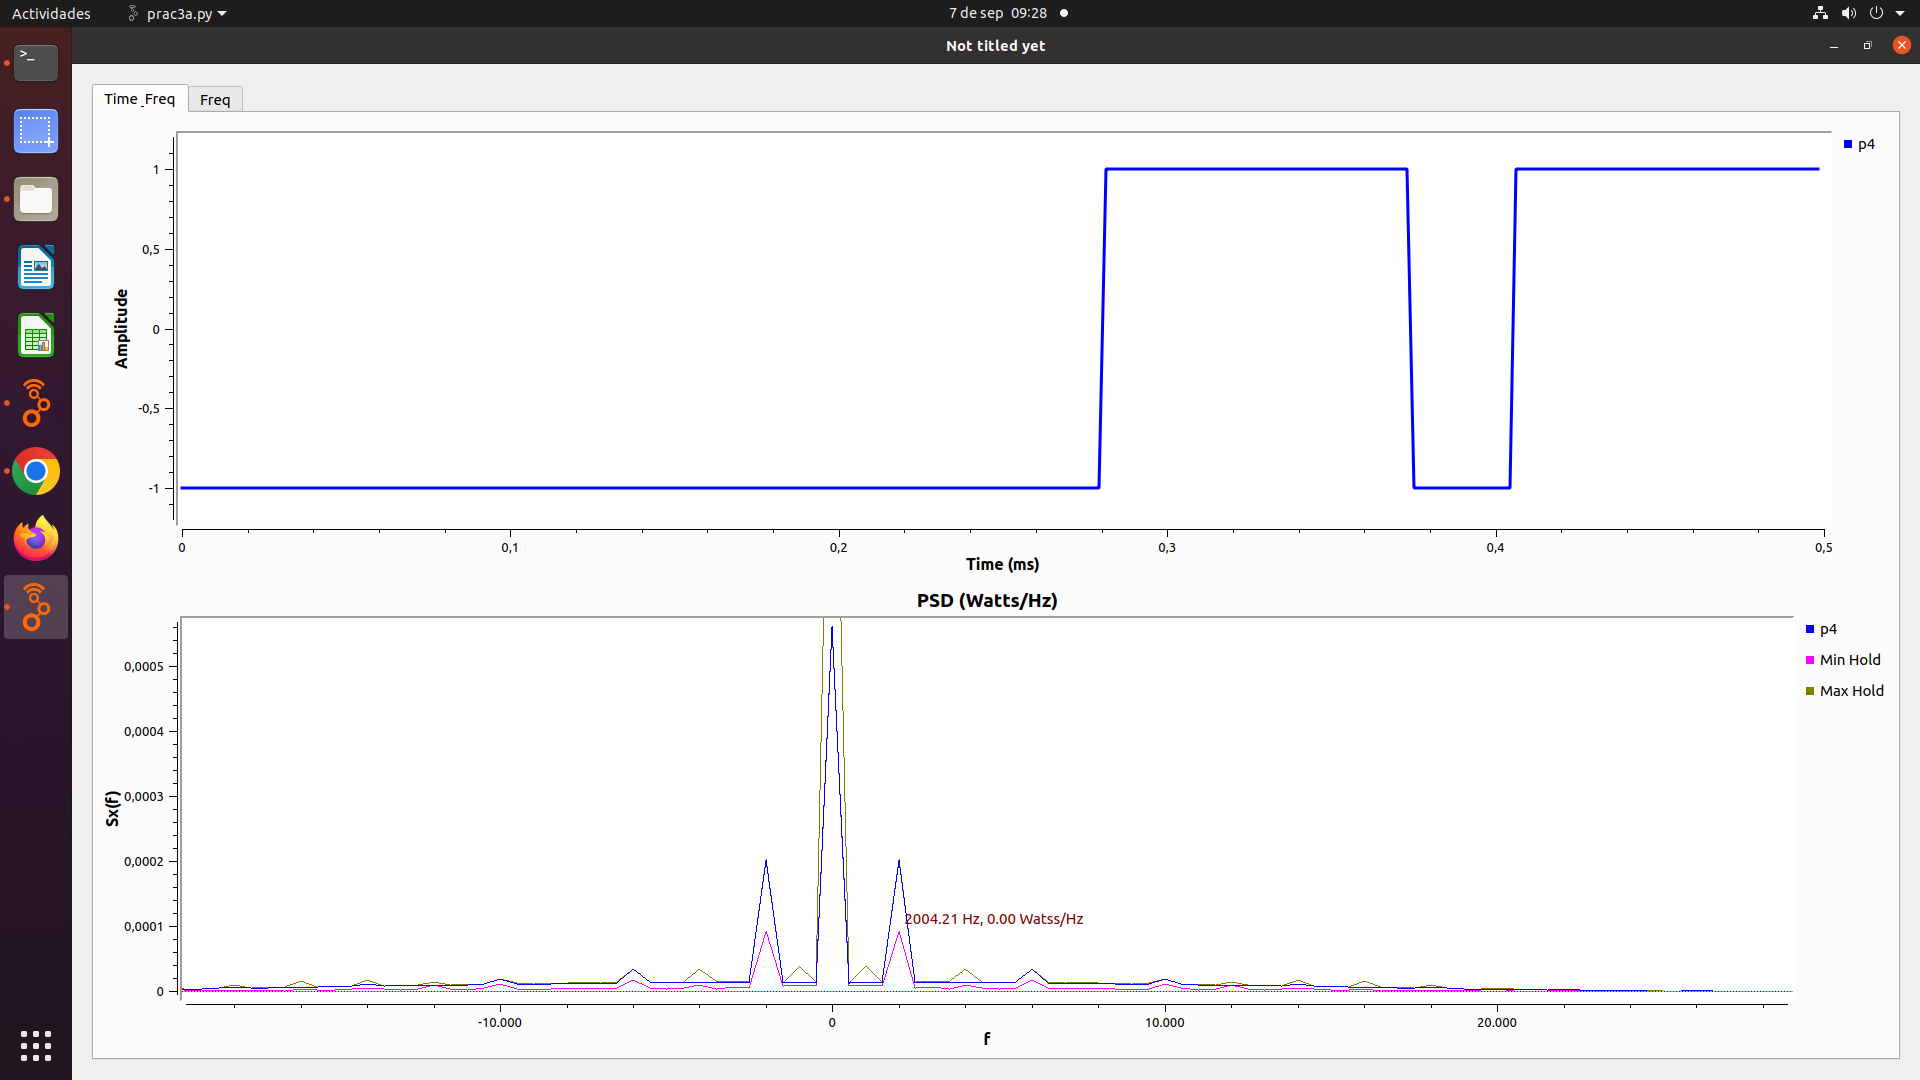 Actividades
prac3a.py
7 de sep 09:28
Not titled yet
Time_Freq
Freq
p4
1
0,5
0
-0,5
-1
Amplitude
0
0,1
0,2
0,3
0,4
0,5
Time (ms)
PSD (Watts/Hz)
p4
Min Hold
Max Hold
0,0005
0,0004
0,0003
0,0002
0,0001
0
Sx(f)
2004.21 Hz, 0.00 Watss/Hz
-10.000
0
10.000
20.000
f